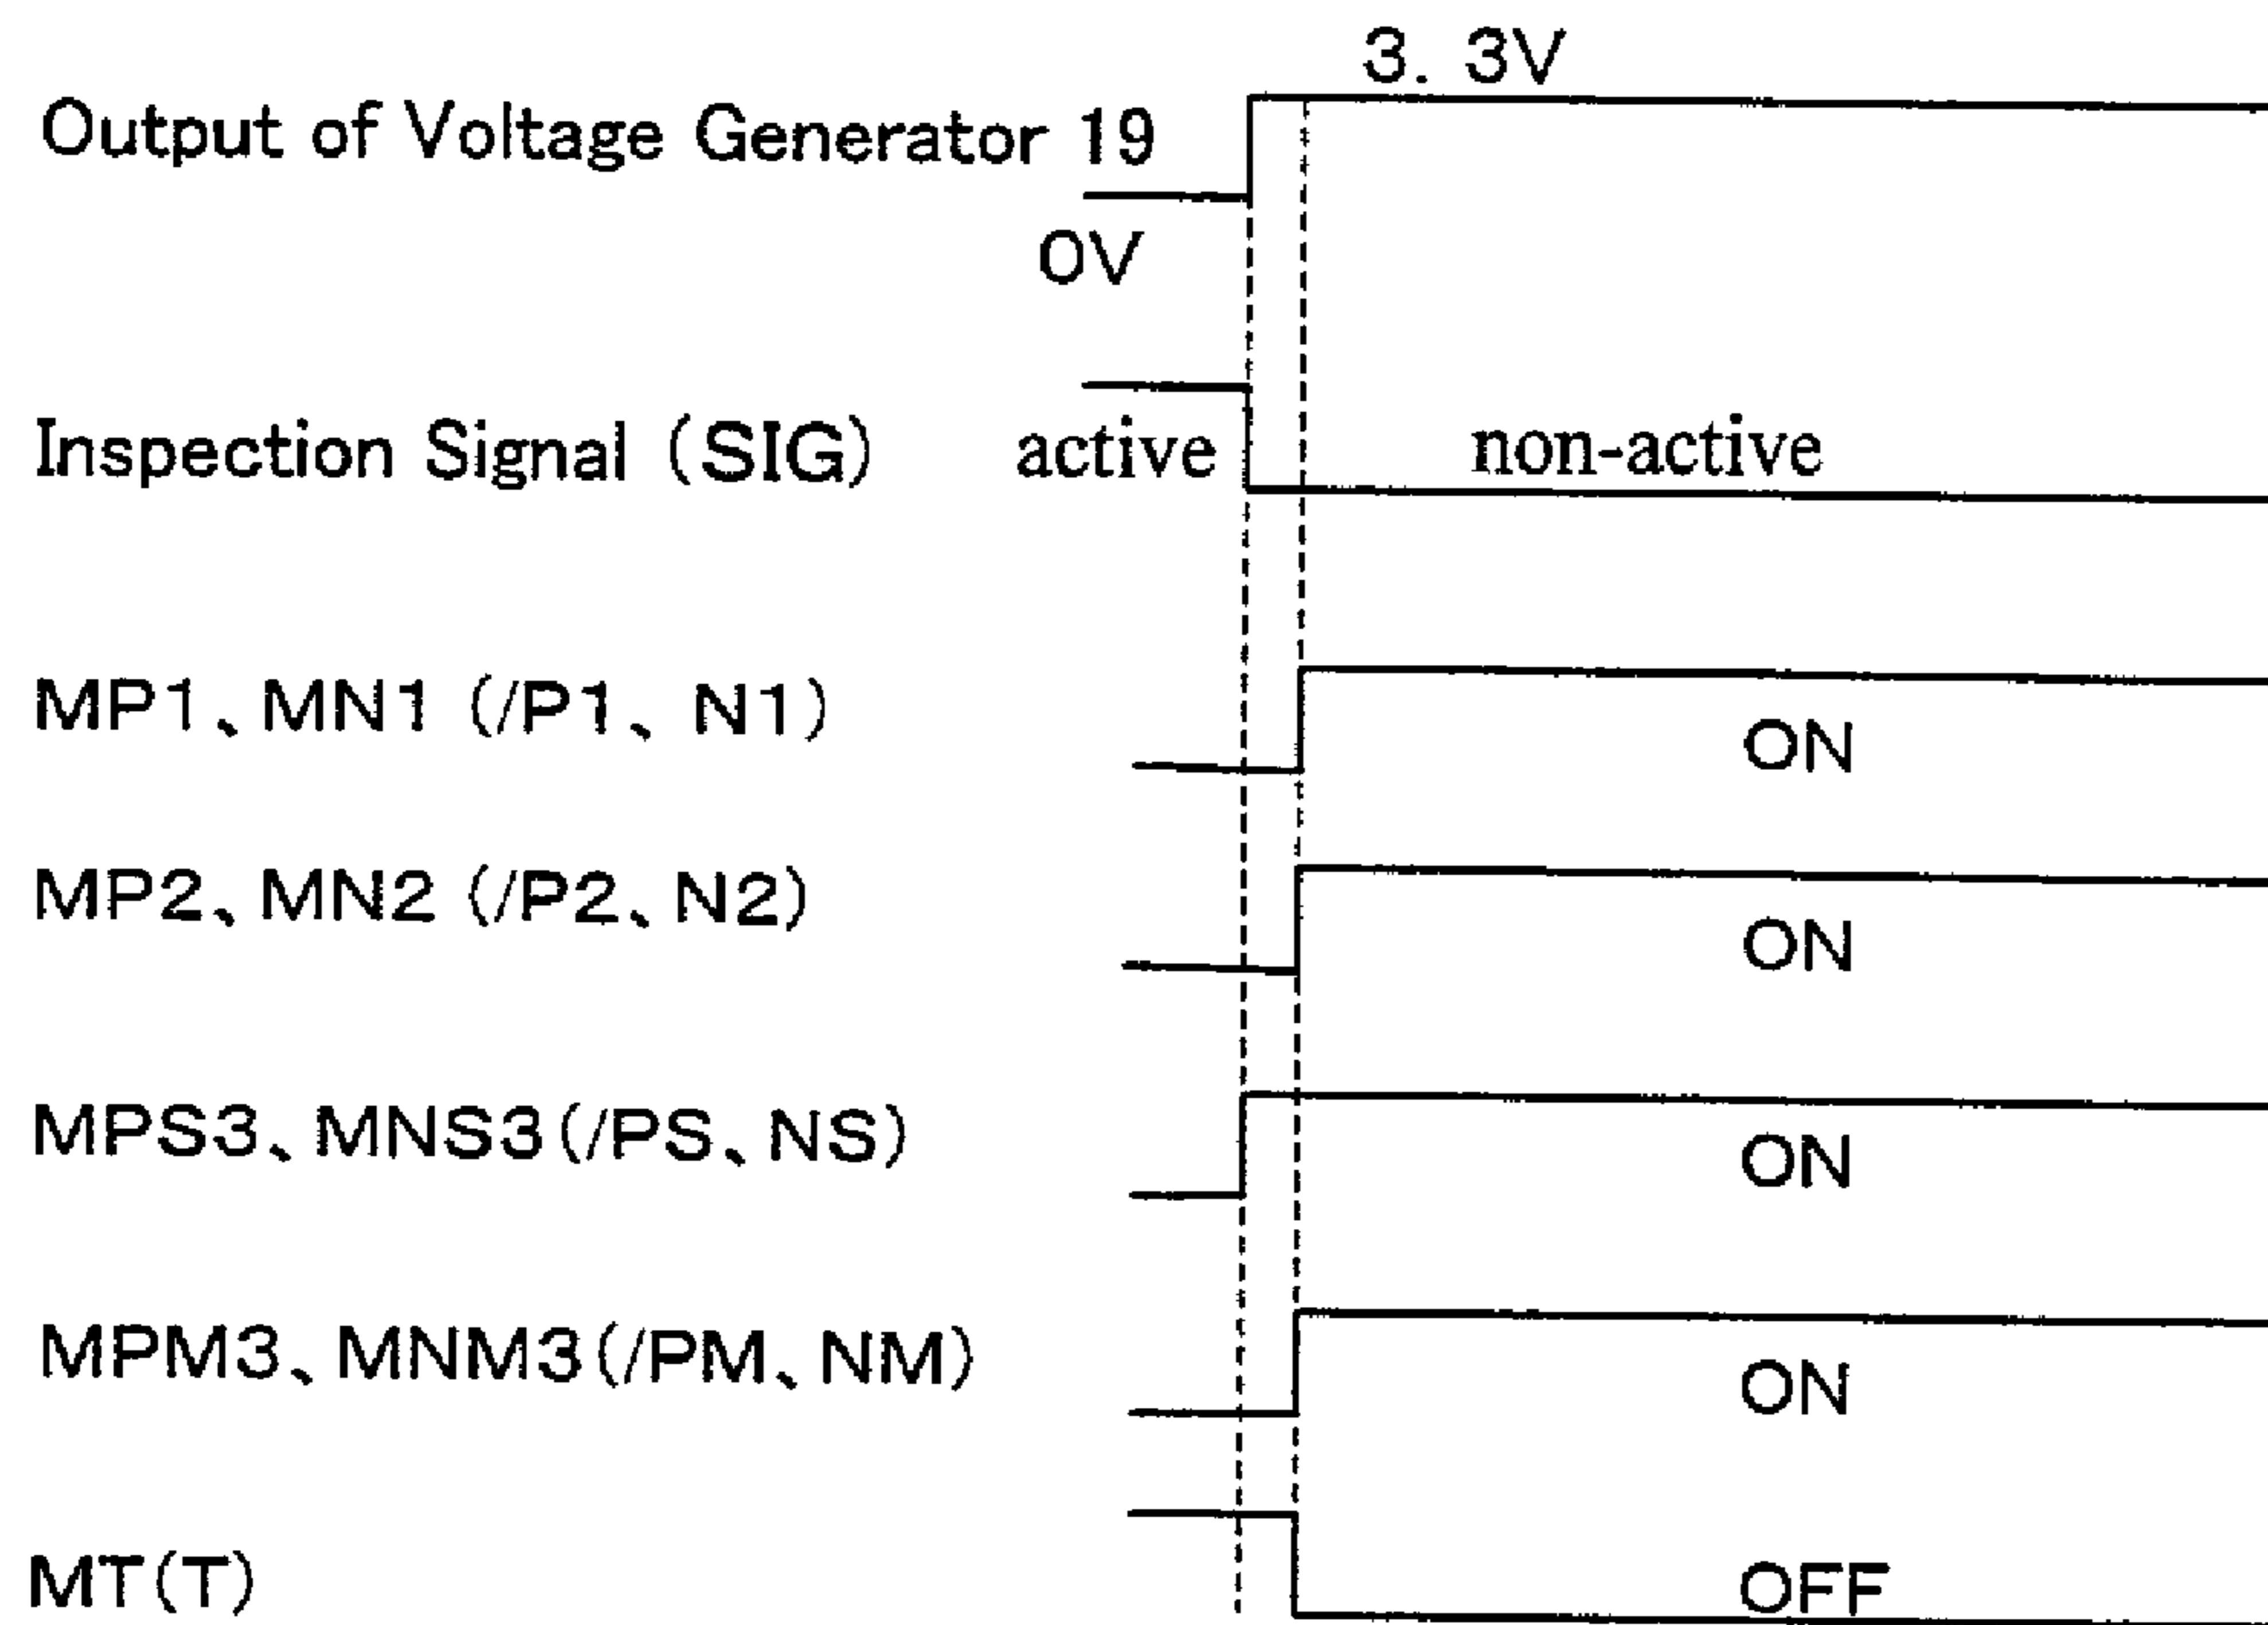 3. 3V
Output of Voltage Generator 19
0V
Inspection Signal (SIG) active non-active
MP1、MN1 (/P1、N1)
ON
MP2、MN2 (/P2、N2)
ON
MPS3、MNS3(/PS、NS)
ON
MPM3、MNM3(/PM、NM)
ON
MT(T) OFF